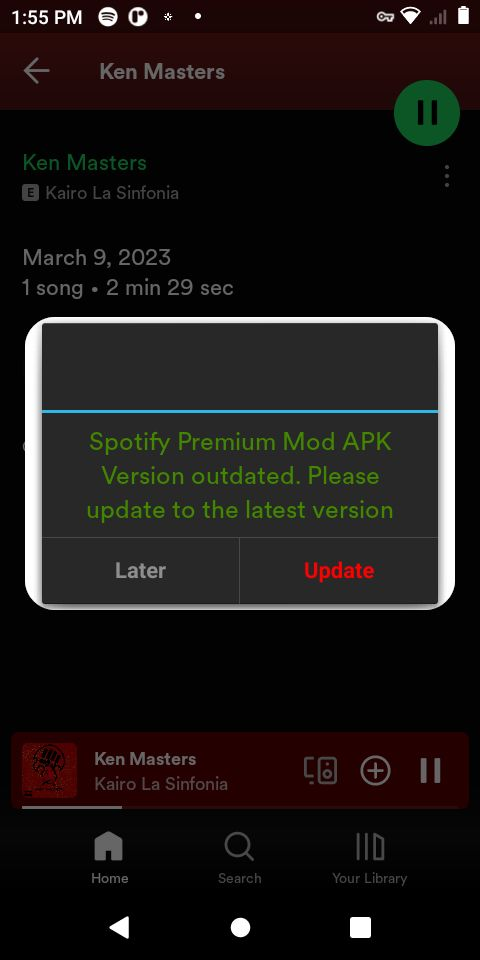 1:55 PM
Ken Masters
Ken Masters
E Kairo La Sinfonia
March 9, 2023
1 song • 2 min 29 sec
Spotify Premium Mod APK
Version outdated. Please
update to the latest version
Later Update
Ken Masters
Kairo La Sinfonia
Home Search Your Library